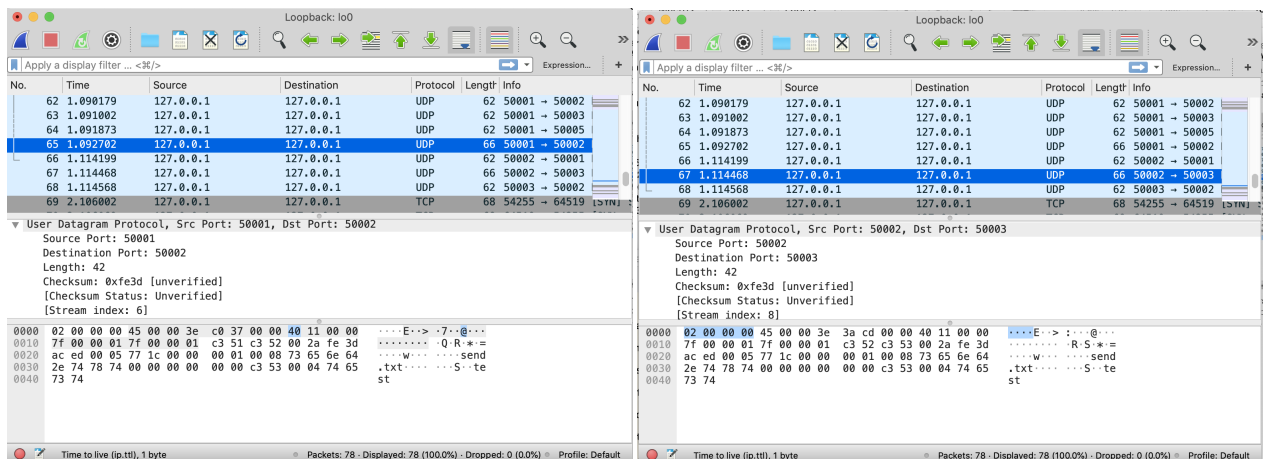 Loopback: lo0
Apply a display filter ... <⌘/>
Expression...
+
No. Time Source Destination Protocol Length Info
62 1.090179 127.0.0.1 127.0.0.1 UDP 62 50001 → 50002
63 1.091002 127.0.0.1 127.0.0.1 UDP 62 50001 → 50003
64 1.091873 127.0.0.1 127.0.0.1 UDP 62 50001 → 50005
65 1.092702 127.0.0.1 127.0.0.1 UDP 66 50001 → 50002
66 1.114199 127.0.0.1 127.0.0.1 UDP 62 50002 → 50001
67 1.114468 127.0.0.1 127.0.0.1 UDP 66 50002 → 50003
68 1.114568 127.0.0.1 127.0.0.1 UDP 62 50003 → 50002
69 2.106002 127.0.0.1 127.0.0.1 TCP 68 54255 → 64519 [SYN]
User Datagram Protocol, Src Port: 50001, Dst Port: 50002
Source Port: 50001
Destination Port: 50002
Length: 42
Checksum: 0xfe3d [unverified]
[Checksum Status: Unverified]
[Stream index: 6]
0000 02 00 00 00 45 00 00 3e c0 37 00 00 40 11 00 00 ····E··> ·7··@···
0010 7f 00 00 01 7f 00 00 01 c3 51 c3 52 00 2a fe 3d ········ ·Q·R·*·=
0020 ac ed 00 05 77 1c 00 00 00 01 00 08 73 65 6e 64 ····w··· ····send
0030 2e 74 78 74 00 00 00 00 00 00 c3 53 00 04 74 65 .txt···· ···S··te
0040 73 74 st
Time to live (ip.ttl), 1 byte
Packets: 78 · Displayed: 78 (100.0%) · Dropped: 0 (0.0%)
Profile: Default
Loopback: lo0
Apply a display filter ... <⌘/>
Expression...
+
No. Time Source Destination Protocol Length Info
62 1.090179 127.0.0.1 127.0.0.1 UDP 62 50001 → 50002
63 1.091002 127.0.0.1 127.0.0.1 UDP 62 50001 → 50003
64 1.091873 127.0.0.1 127.0.0.1 UDP 62 50001 → 50005
65 1.092702 127.0.0.1 127.0.0.1 UDP 66 50001 → 50002
66 1.114199 127.0.0.1 127.0.0.1 UDP 62 50002 → 50001
67 1.114468 127.0.0.1 127.0.0.1 UDP 66 50002 → 50003
68 1.114568 127.0.0.1 127.0.0.1 UDP 62 50003 → 50002
69 2.106002 127.0.0.1 127.0.0.1 TCP 68 54255 → 64519 [SYN]
User Datagram Protocol, Src Port: 50002, Dst Port: 50003
Source Port: 50002
Destination Port: 50003
Length: 42
Checksum: 0xfe3d [unverified]
[Checksum Status: Unverified]
[Stream index: 8]
0000 02 00 00 00 45 00 00 3e 3a cd 00 00 40 11 00 00 ····E··> :···@···
0010 7f 00 00 01 7f 00 00 01 c3 52 c3 53 00 2a fe 3d ········ ·R·S·*·=
0020 ac ed 00 05 77 1c 00 00 00 01 00 08 73 65 6e 64 ····w··· ····send
0030 2e 74 78 74 00 00 00 00 00 00 c3 53 00 04 74 65 .txt···· ···S··te
0040 73 74 st
Time to live (ip.ttl), 1 byte
Packets: 78 · Displayed: 78 (100.0%) · Dropped: 0 (0.0%)
Profile: Default